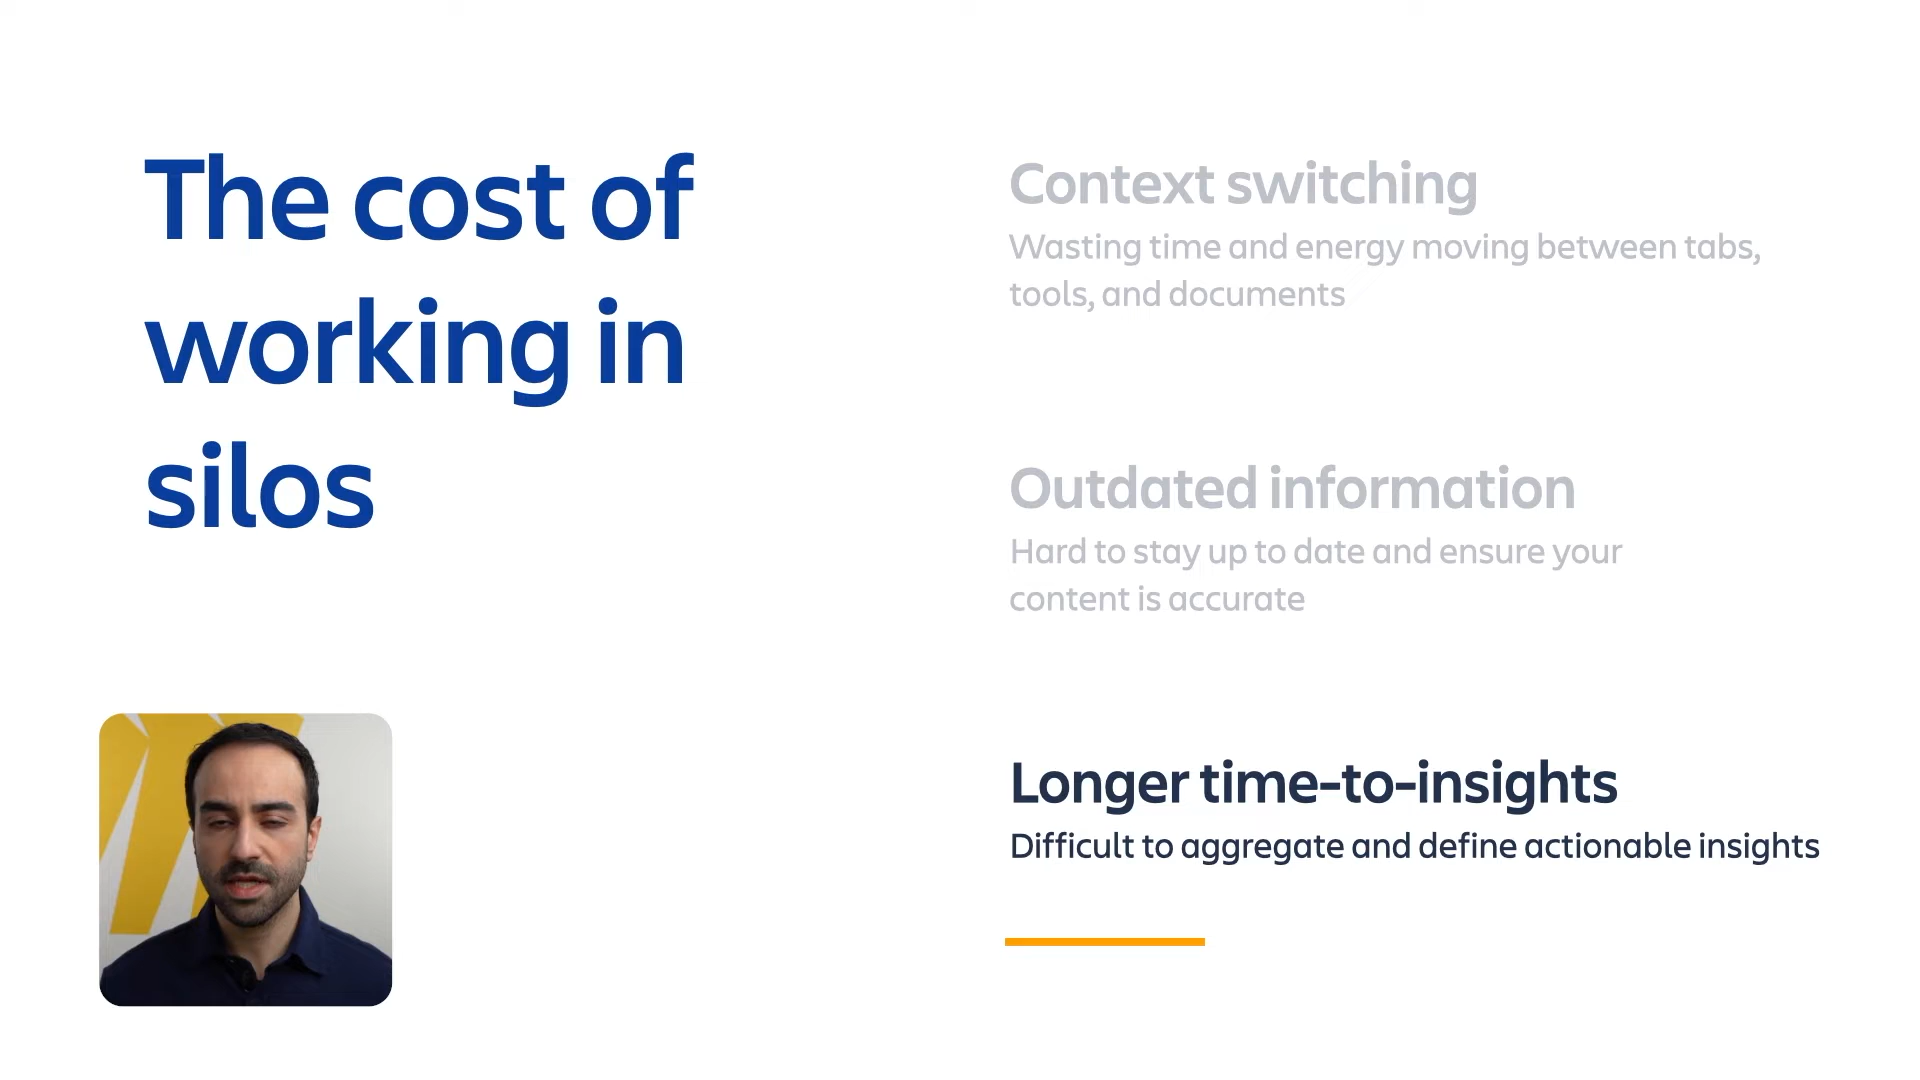 The cost of
working in
silos
Context switching
Wasting time and energy moving between tabs,
tools, and documents
Outdated information
Hard to stay up to date and ensure your
content is accurate
Longer time-to-insights
Difficult to aggregate and define actionable insights